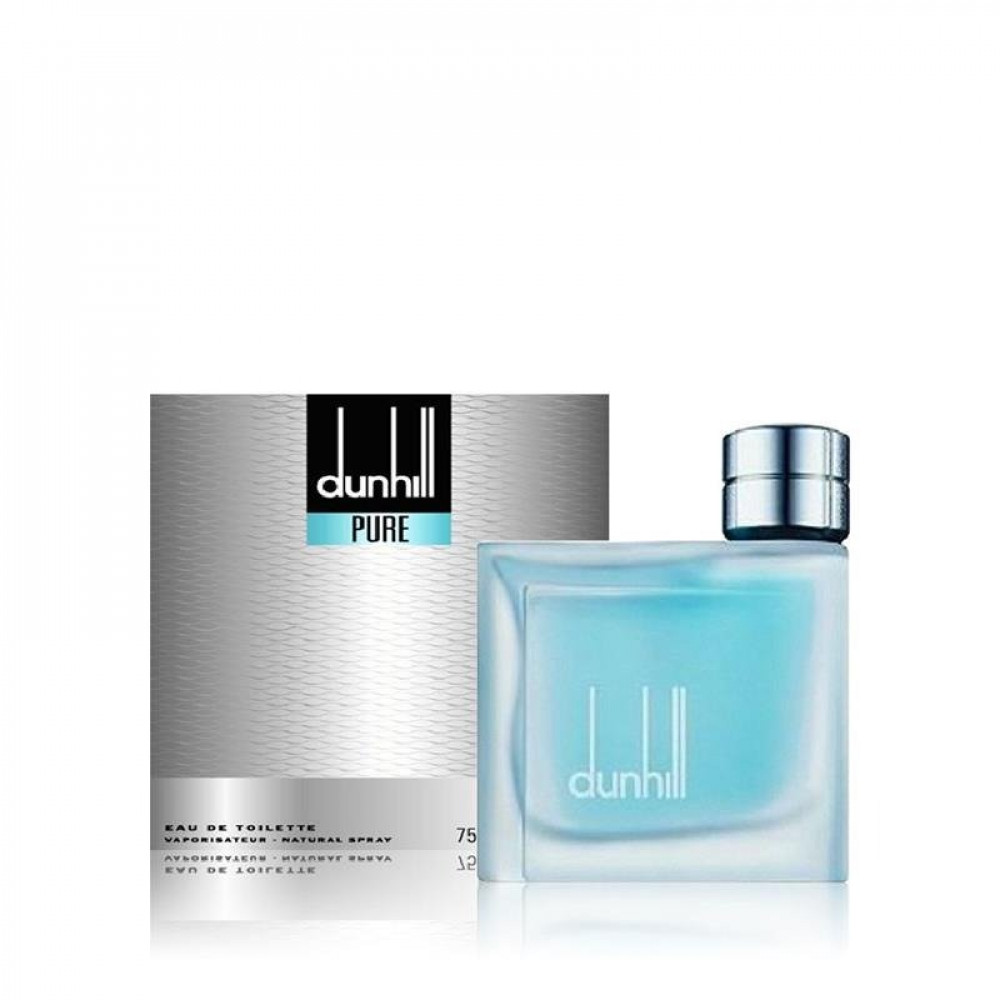 dunhill
PURE
dunhill
EAU DE TOILETTE
VAPORISATEUR - NATURAL SPRAY
75